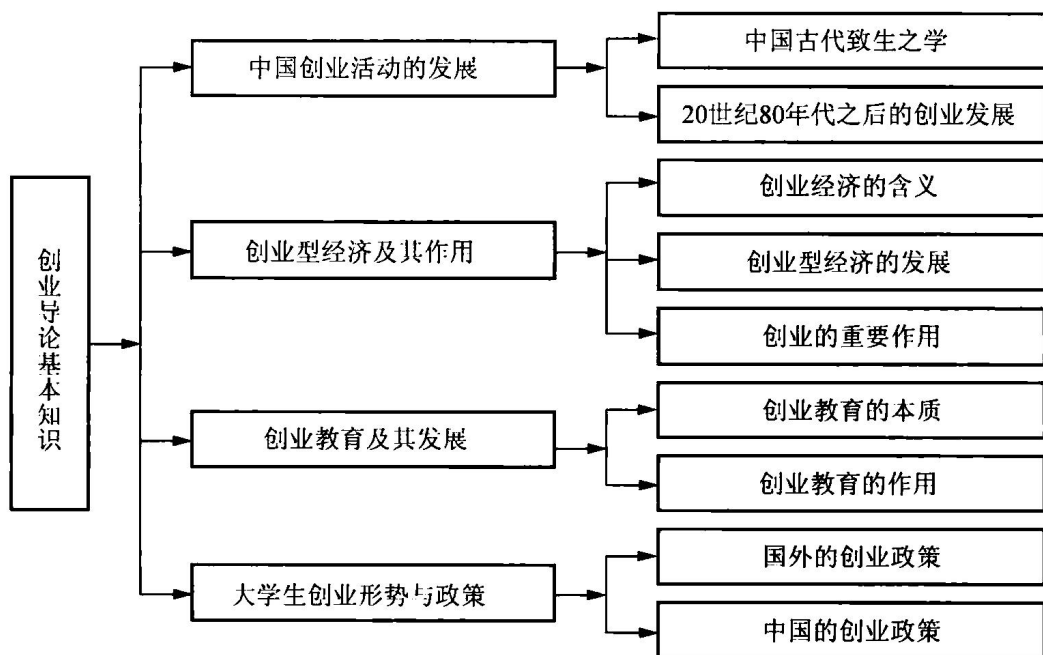 创业导论基本知识
中国创业活动的发展
中国古代致生之学
20世纪80年代之后的创业发展
创业型经济及其作用
创业经济的含义
创业型经济的发展
创业的重要作用
创业教育及其发展
创业教育的本质
创业教育的作用
大学生创业形势与政策
国外的创业政策
中国的创业政策